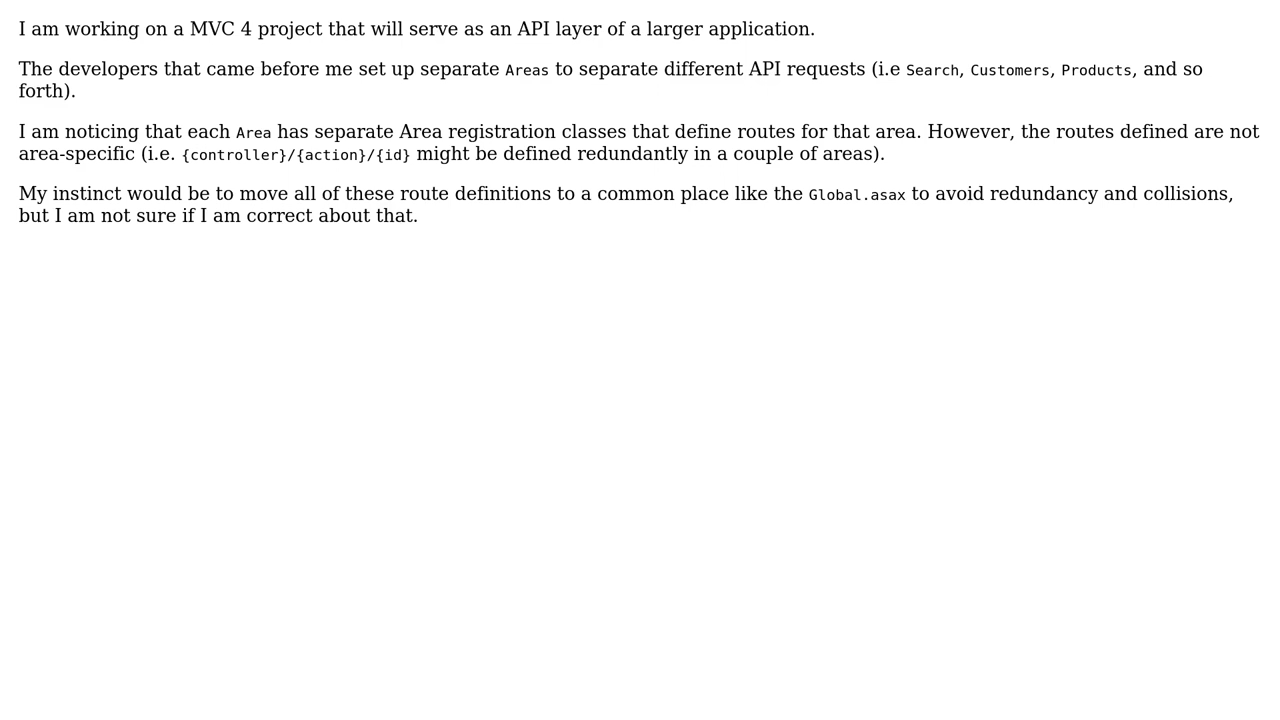 I am working on a MVC 4 project that will serve as an API layer of a larger application.
The developers that came before me set up separate Areas to separate different API requests (i.e Search, Customers, Products, and so
forth).
I am noticing that each Area has separate Area registration classes that define routes for that area. However, the routes defined are not
area-specific (i.e. {controller}/{action}/{id} might be defined redundantly in a couple of areas).
My instinct would be to move all of these route definitions to a common place like the Global.asax to avoid redundancy and collisions,
but I am not sure if I am correct about that.